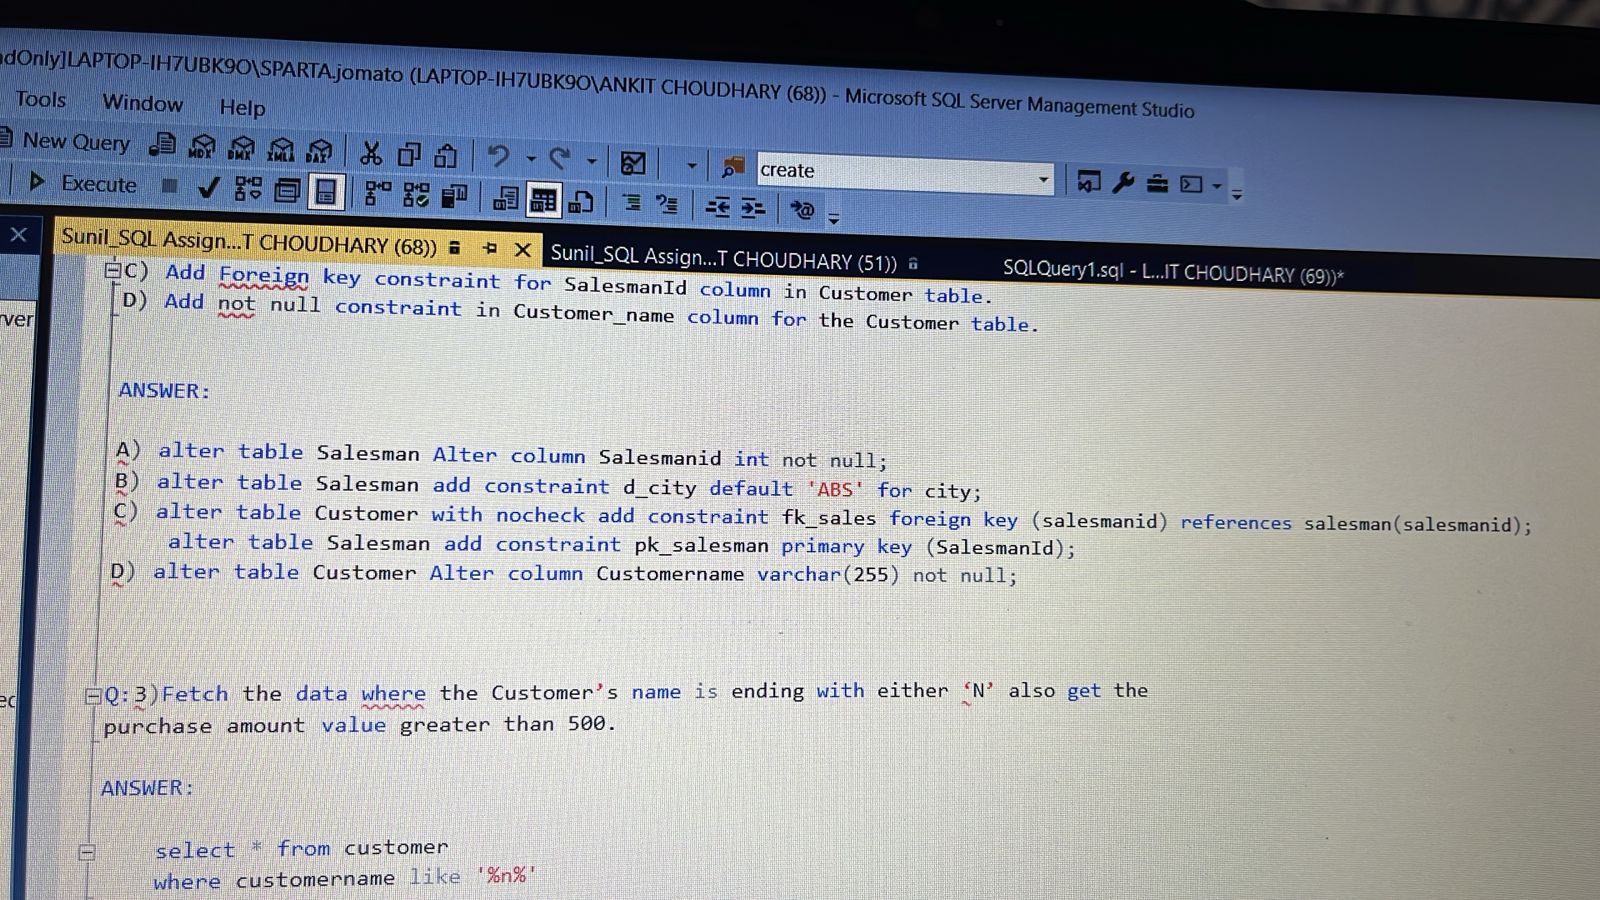 dOnly]LAPTOP-IH7UBK9O\SPARTA.jomato (LAPTOP-IH7UBK9O\ANKIT CHOUDHARY (68)) - Microsoft SQL Server Management Studio
Tools Window Help
New Query MDX DMX XMLA DAX create
Execute
Sunil_SQL Assign...T CHOUDHARY (68)) Sunil_SQL Assign...T CHOUDHARY (51)) SQLQuery1.sql - L...IT CHOUDHARY (69))*
C) Add Foreign key constraint for SalesmanId column in Customer table.
D) Add not null constraint in Customer_name column for the Customer table.
ANSWER:
A) alter table Salesman Alter column Salesmanid int not null;
B) alter table Salesman add constraint d_city default 'ABS' for city;
C) alter table Customer with nocheck add constraint fk_sales foreign key (salesmanid) references salesman(salesmanid);
alter table Salesman add constraint pk_salesman primary key (SalesmanId);
D) alter table Customer Alter column Customername varchar(255) not null;
Q:3)Fetch the data where the Customer’s name is ending with either ‘N’ also get the
purchase amount value greater than 500.
ANSWER:
select * from customer
where customername like '%n%'